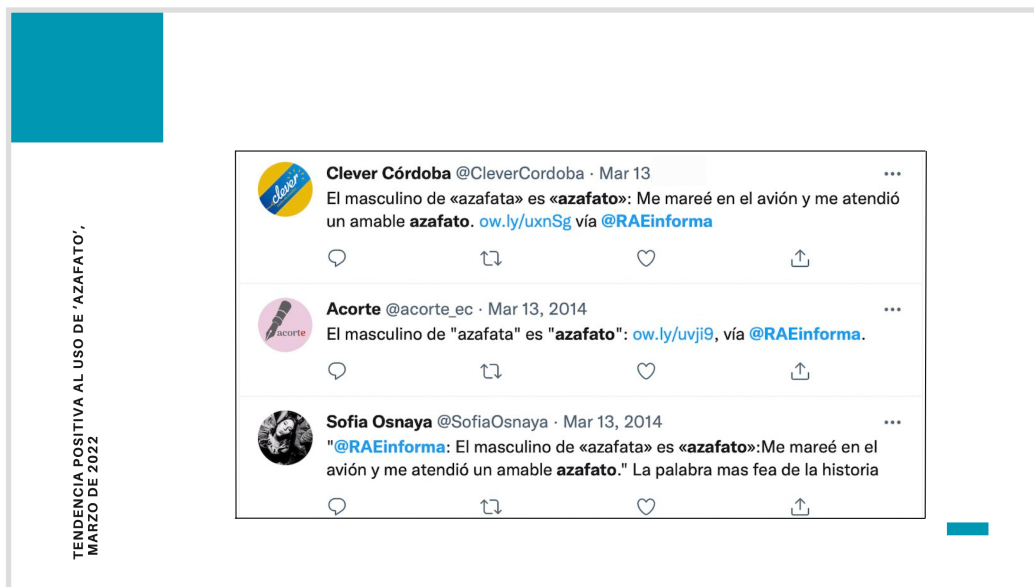 TENDENCIA POSITIVA AL USO DE 'AZAFATO',
MARZO DE 2022
clever
Clever Córdoba @CleverCordoba · Mar 13
El masculino de «azafata» es «azafato»: Me mareé en el avión y me atendió
un amable azafato. ow.ly/uxnSg vía @RAEinforma
acorte
Acorte @acorte_ec · Mar 13, 2014
El masculino de "azafata" es "azafato": ow.ly/uvji9, vía @RAEinforma.
Sofia Osnaya @SofiaOsnaya · Mar 13, 2014
"@RAEinforma: El masculino de «azafata» es «azafato»:Me mareé en el
avión y me atendió un amable azafato." La palabra mas fea de la historia